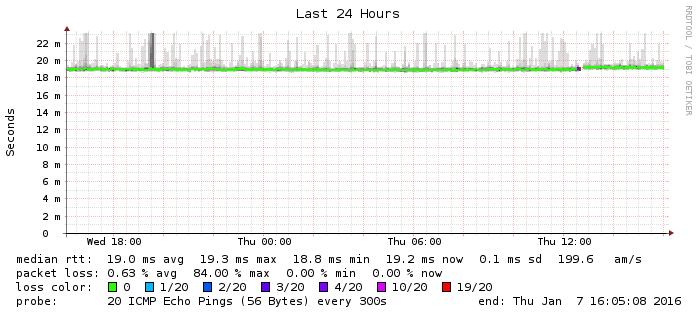 Last 24 Hours
RRDTOOL / TOBI OETIKER
Seconds
22 m
20 m
18 m
16 m
14 m
12 m
10 m
8 m
6 m
4 m
2 m
0
Wed 18:00 Thu 00:00 Thu 06:00 Thu 12:00
median rtt: 19.0 ms avg 19.3 ms max 18.8 ms min 19.2 ms now 0.1 ms sd 199.6 am/s
packet loss: 0.63 % avg 84.00 % max 0.00 % min 0.00 % now
loss color: 0 1/20 2/20 3/20 4/20 10/20 19/20
probe: 20 ICMP Echo Pings (56 Bytes) every 300s end: Thu Jan 7 16:05:08 2016